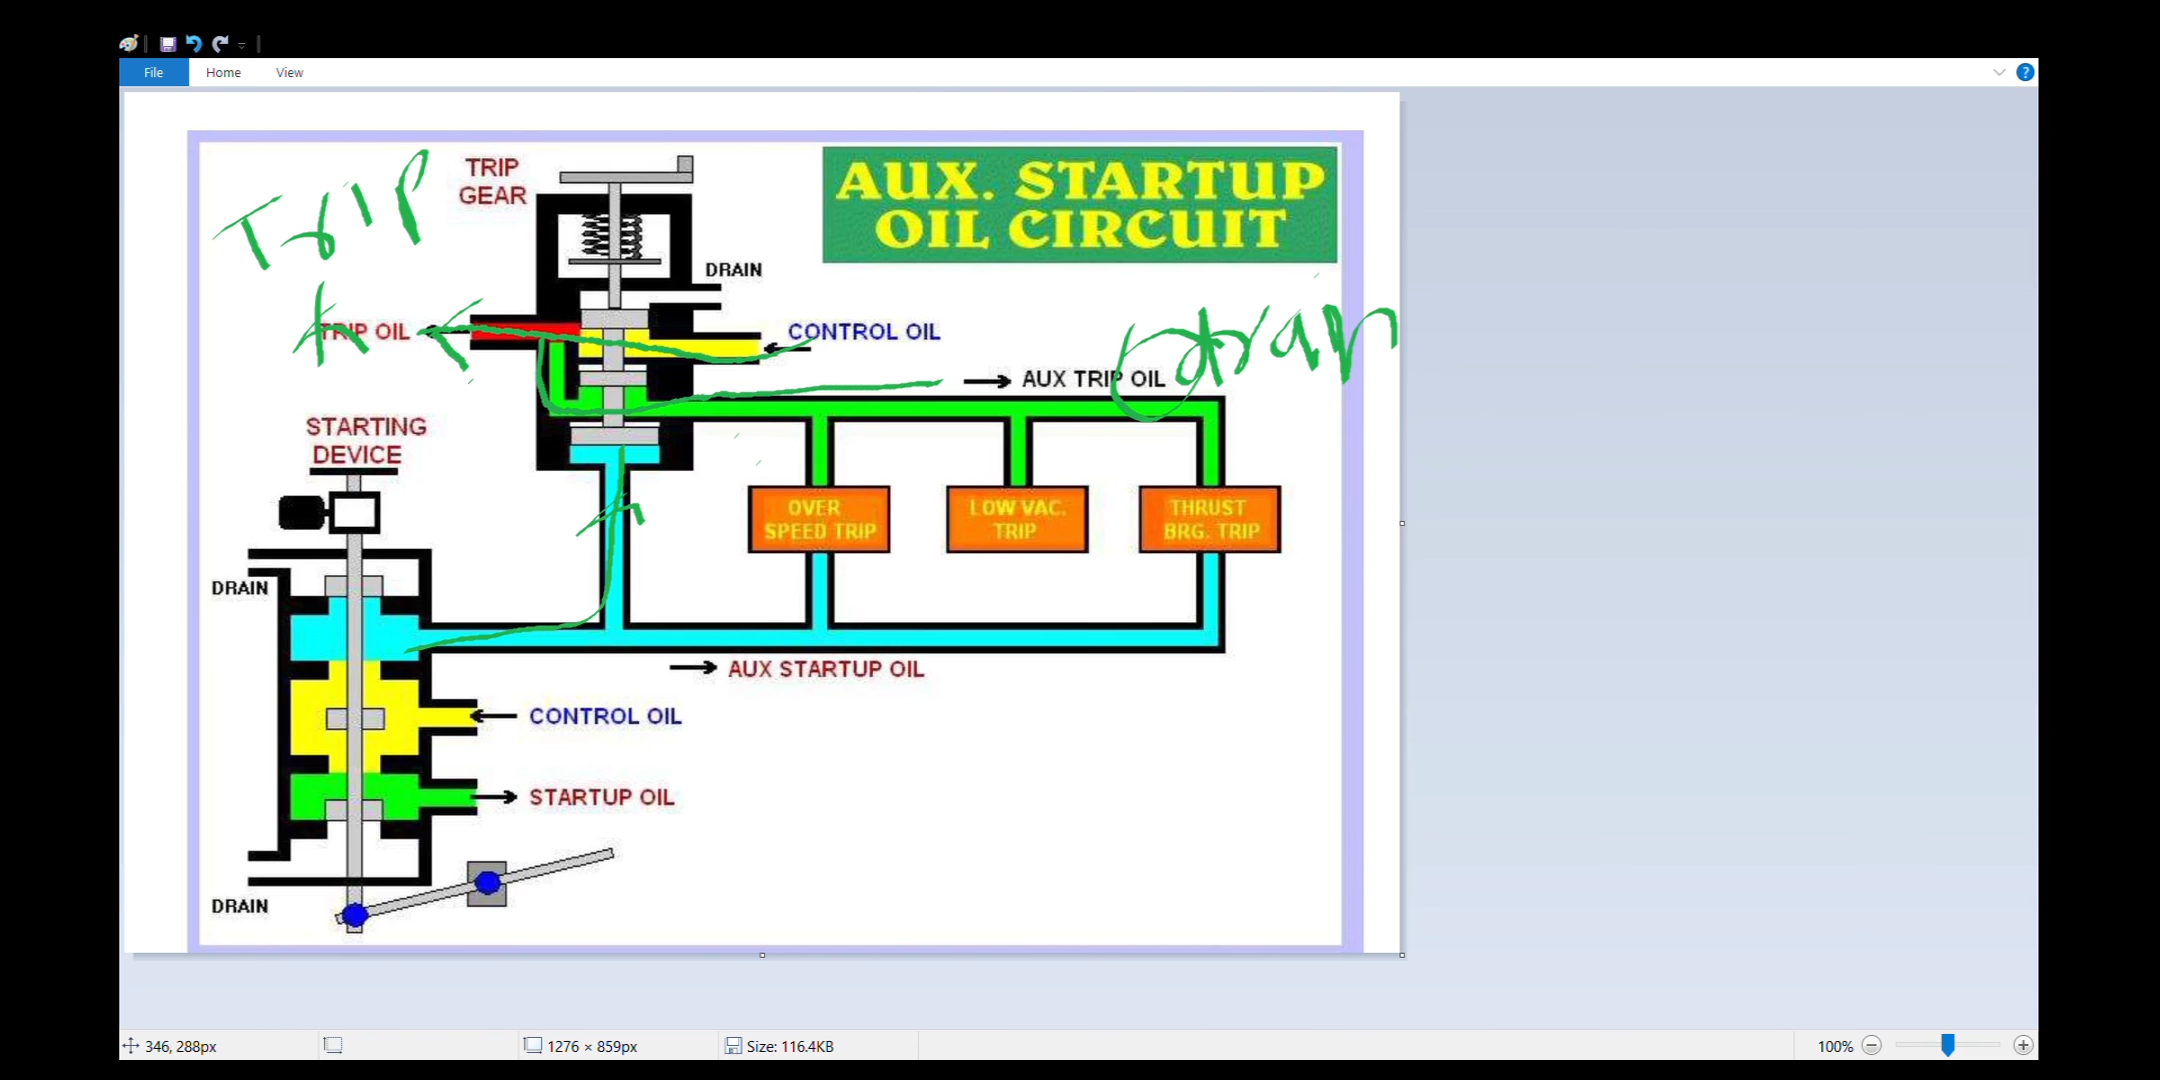 File Home View
TRIP
GEAR
AUX. STARTUP
OIL CIRCUIT
Trip
DRAIN
TRIP OIL
CONTROL OIL
drain
AUX TRIP OIL
STARTING
DEVICE
OVER
SPEED TRIP
LOW VAC.
TRIP
THRUST
BRG. TRIP
DRAIN
AUX STARTUP OIL
CONTROL OIL
STARTUP OIL
DRAIN
346, 288px 1276 × 859px Size: 116.4KB 100%